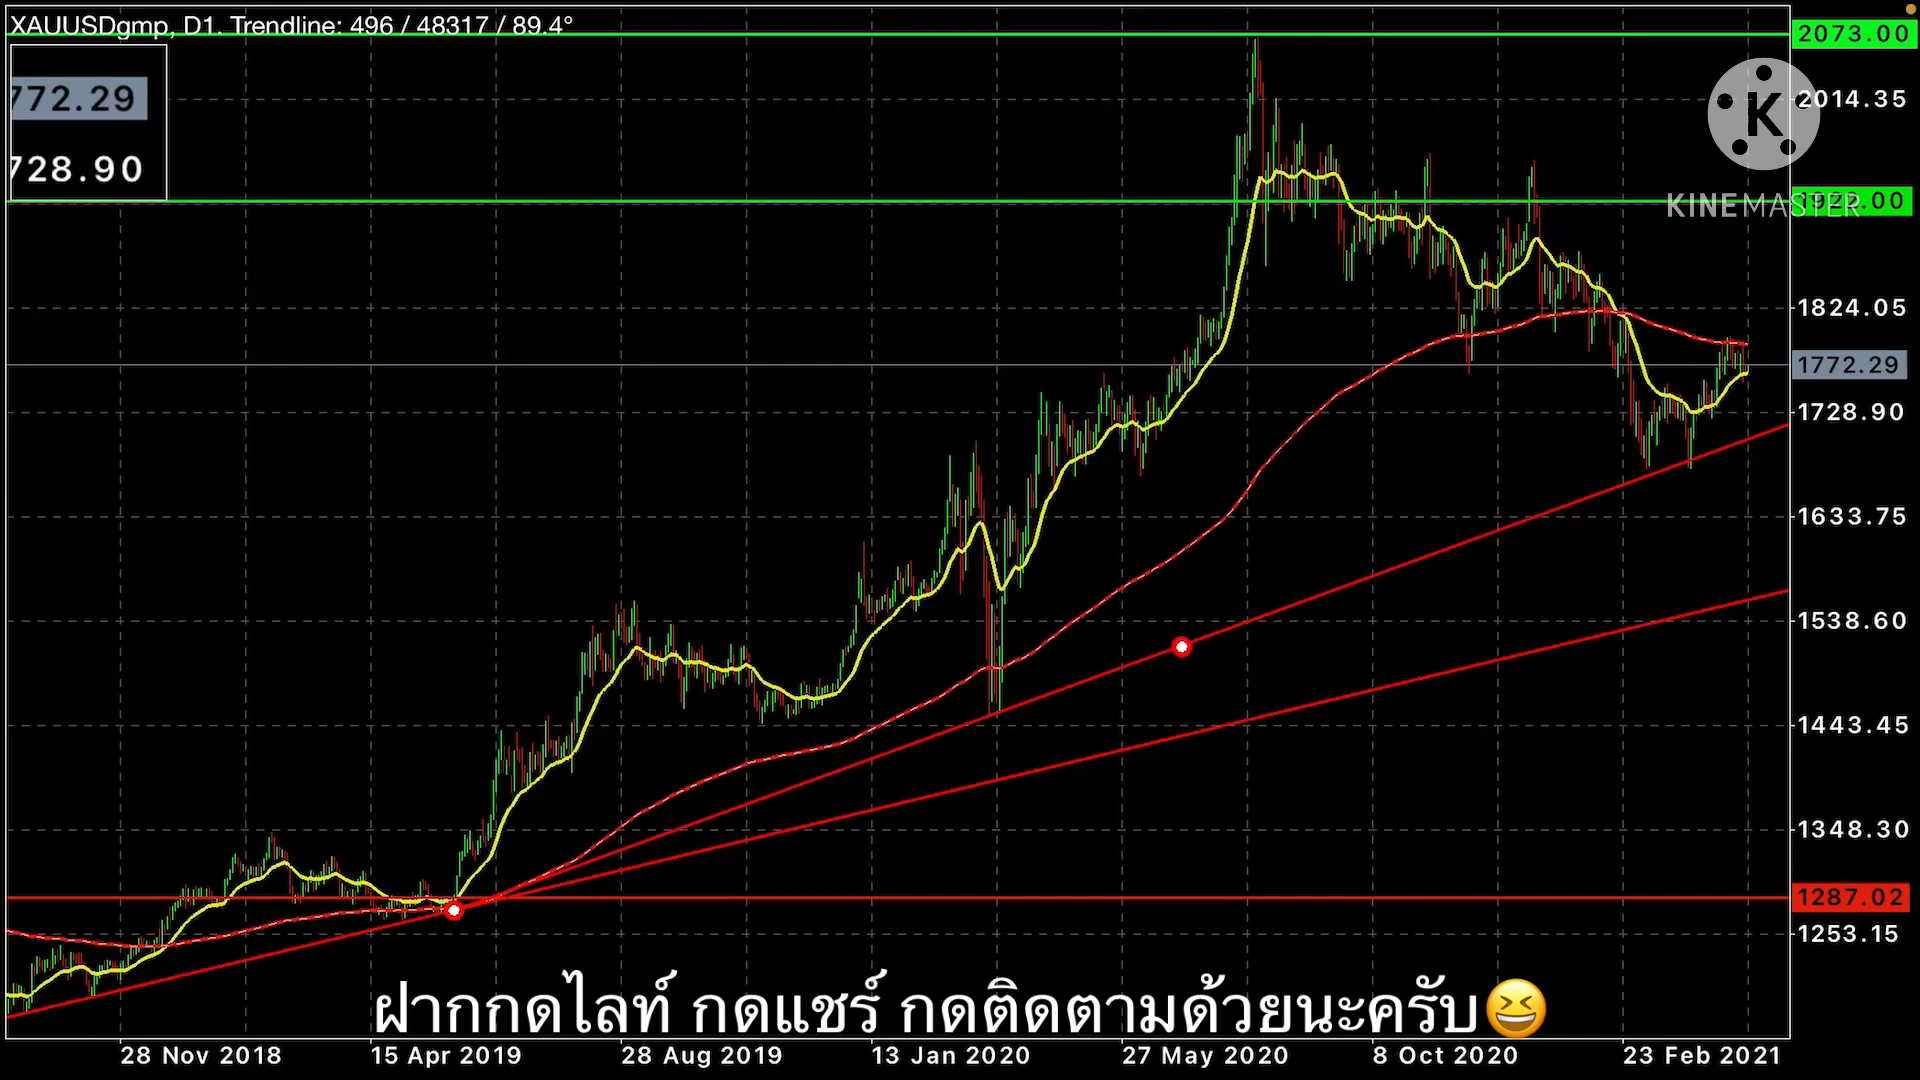 XAUUSDgmp, D1. Trendline: 496 / 48317 / 89.4°
772.29
728.90
2073.00
2014.35
K
KINEMASTER
1824.05
1772.29
1728.90
1633.75
1538.60
1443.45
1348.30
1287.02
1253.15
ฝากกดไลท์ กดแชร์ กดติดตามด้วยนะครับ😆
28 Nov 2018 15 Apr 2019 28 Aug 2019 13 Jan 2020 27 May 2020 8 Oct 2020 23 Feb 2021